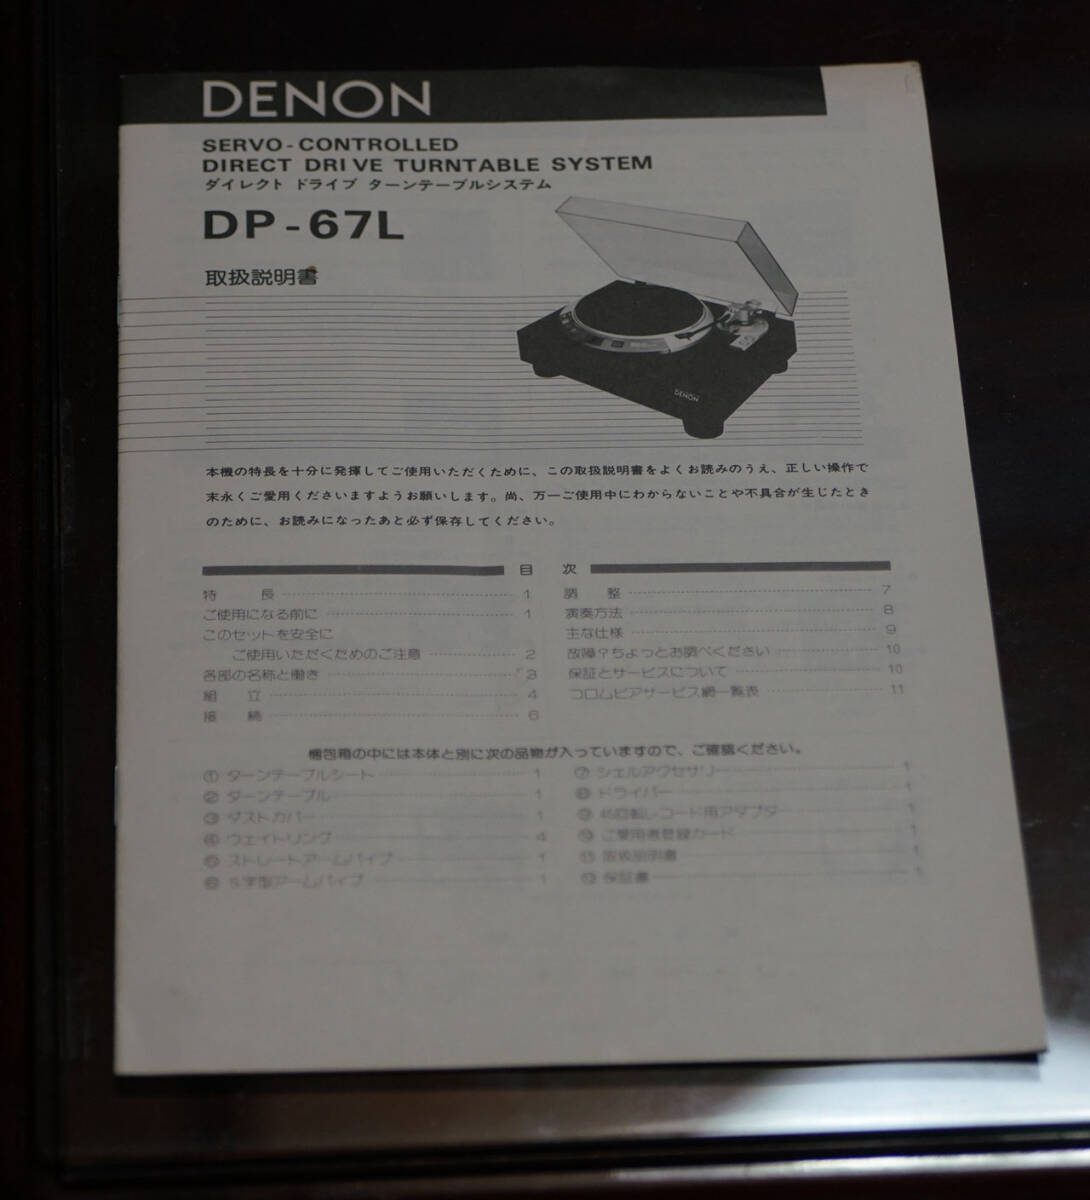 DENON
SERVO-CONTROLLED
DIRECT DRIVE TURNTABLE SYSTEM
ダイレクト ドライブ ターンテーブルシステム
DP-67L
取扱説明書
DENON
本機の特長を十分に発揮してご使用いただくために、この取扱説明書をよくお読みのうえ、正しい操作で
末永くご愛用くださいますようお願いします。尚、万一ご使用中にわからないことや不具合が生じたとき
のために、お読みになったあと必ず保存してください。
目 次
特 長 1
ご使用になる前に 1
このセットを安全に
ご使用いただくためのご注意 2
各部の名称と働き 3
組 立 4
接 続 6
調 整 7
演奏方法 8
主な仕様 9
故障?ちょっとお調べください 10
保証とサービスについて 10
コロムビアサービス網一覧表 11
梱包箱の中には本体と別に次の品物が入っていますので、ご確認ください。
① ターンテーブルシート 1
② ターンテーブル 1
③ ダストカバー 1
④ ウェイトリング 4
⑤ ストレートアームパイプ 1
⑥ S字型アームパイプ 1
⑦ シェルアクセサリー 1
⑧ ドライバー 1
⑨ 45回転レコード用アダプター 1
⑩ ご愛用者登録カード 1
⑪ 取扱説明書 1
⑫ 保証書 1